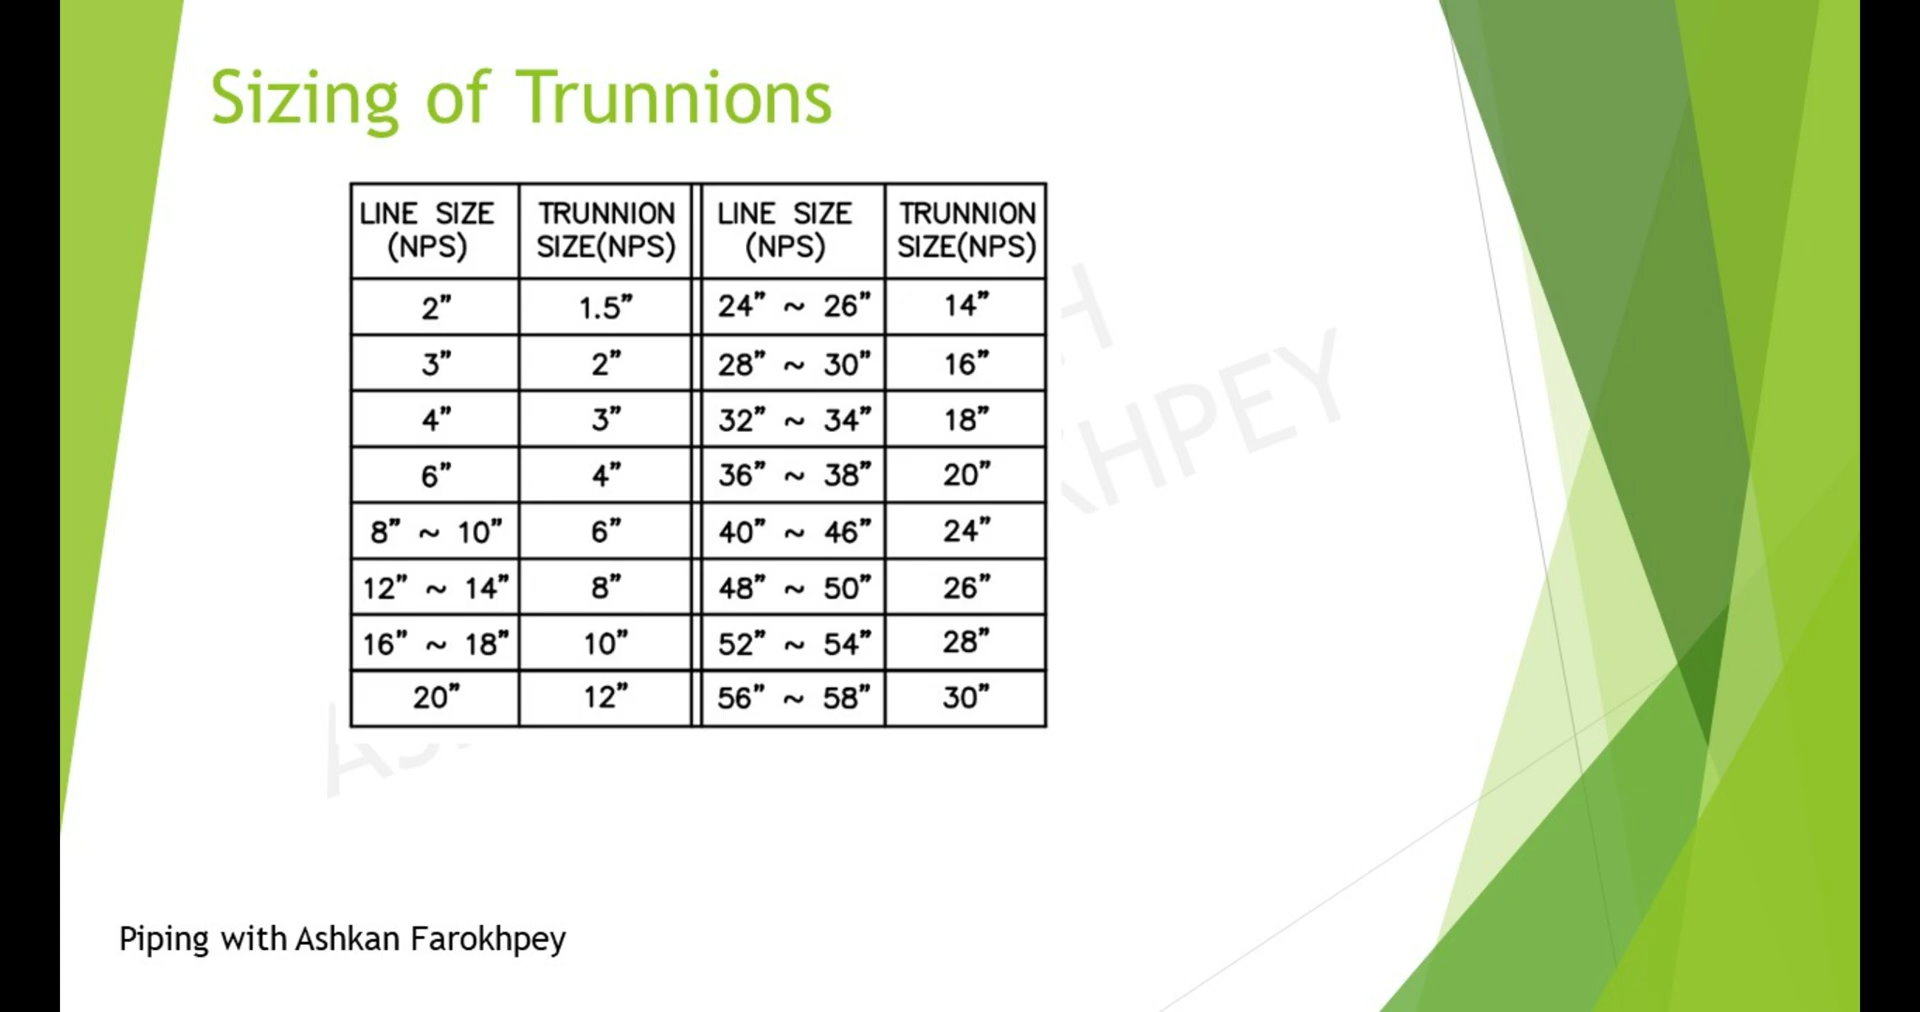 Sizing of Trunnions
LINE SIZE (NPS) TRUNNION SIZE(NPS) LINE SIZE (NPS) TRUNNION SIZE(NPS)
2” 1.5” 24” ~ 26” 14”
3” 2” 28” ~ 30” 16”
4” 3” 32” ~ 34” 18”
6” 4” 36” ~ 38” 20”
8” ~ 10” 6” 40” ~ 46” 24”
12” ~ 14” 8” 48” ~ 50” 26”
16” ~ 18” 10” 52” ~ 54” 28”
20” 12” 56” ~ 58” 30”
Piping with Ashkan Farokhpey